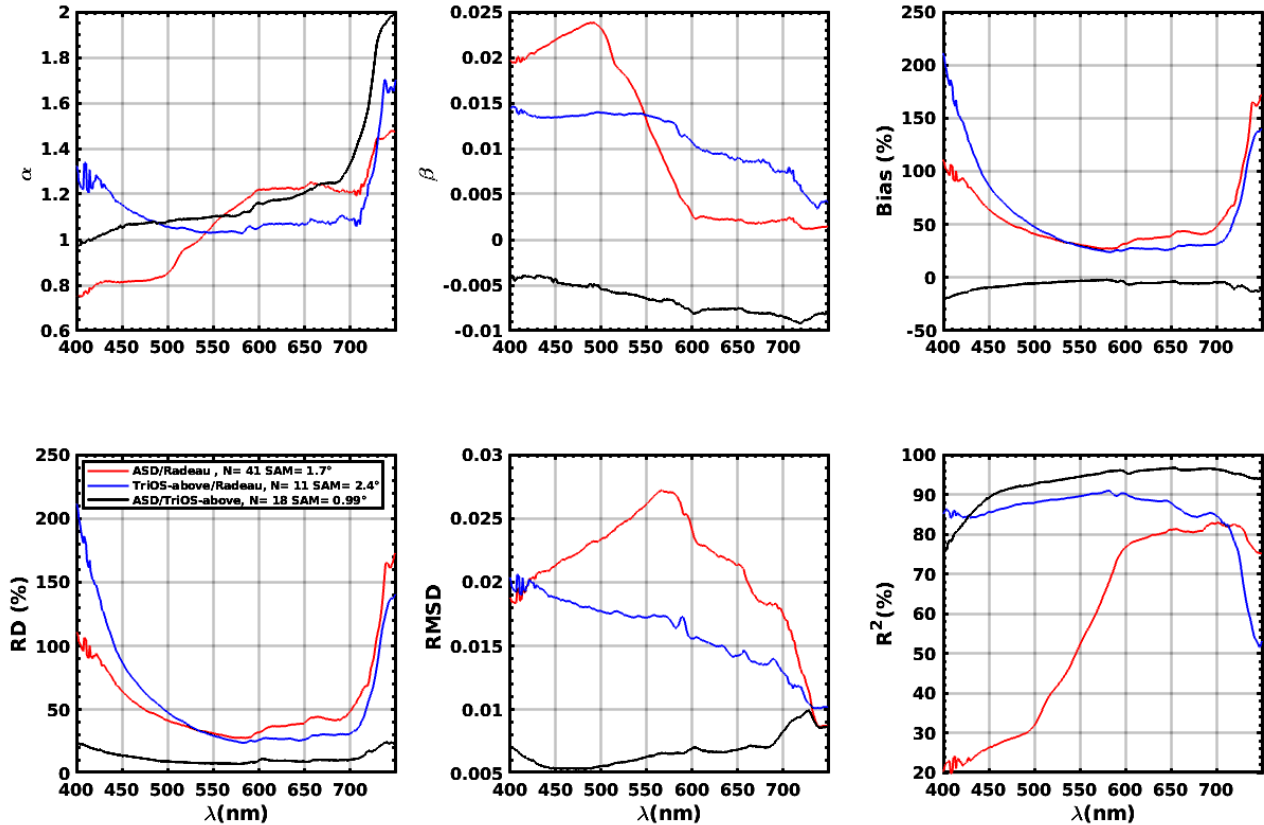 2
1.8
1.6
1.4
1.2
1
0.8
0.6
α
400 450 500 550 600 650 700
0.025
0.02
0.015
0.01
0.005
0
-0.005
-0.01
β
400 450 500 550 600 650 700
250
200
150
100
50
0
-50
Bias (%)
400 450 500 550 600 650 700
250
200
150
100
50
0
RD (%)
ASD/Radeau , N= 41 SAM= 1.7°
TriOS-above/Radeau, N= 11 SAM= 2.4°
ASD/TriOS-above, N= 18 SAM= 0.99°
400 450 500 550 600 650 700
λ(nm)
0.03
0.025
0.02
0.015
0.01
0.005
RMSD
400 450 500 550 600 650 700
λ(nm)
100
90
80
70
60
50
40
30
20
R²(%)
400 450 500 550 600 650 700
λ(nm)